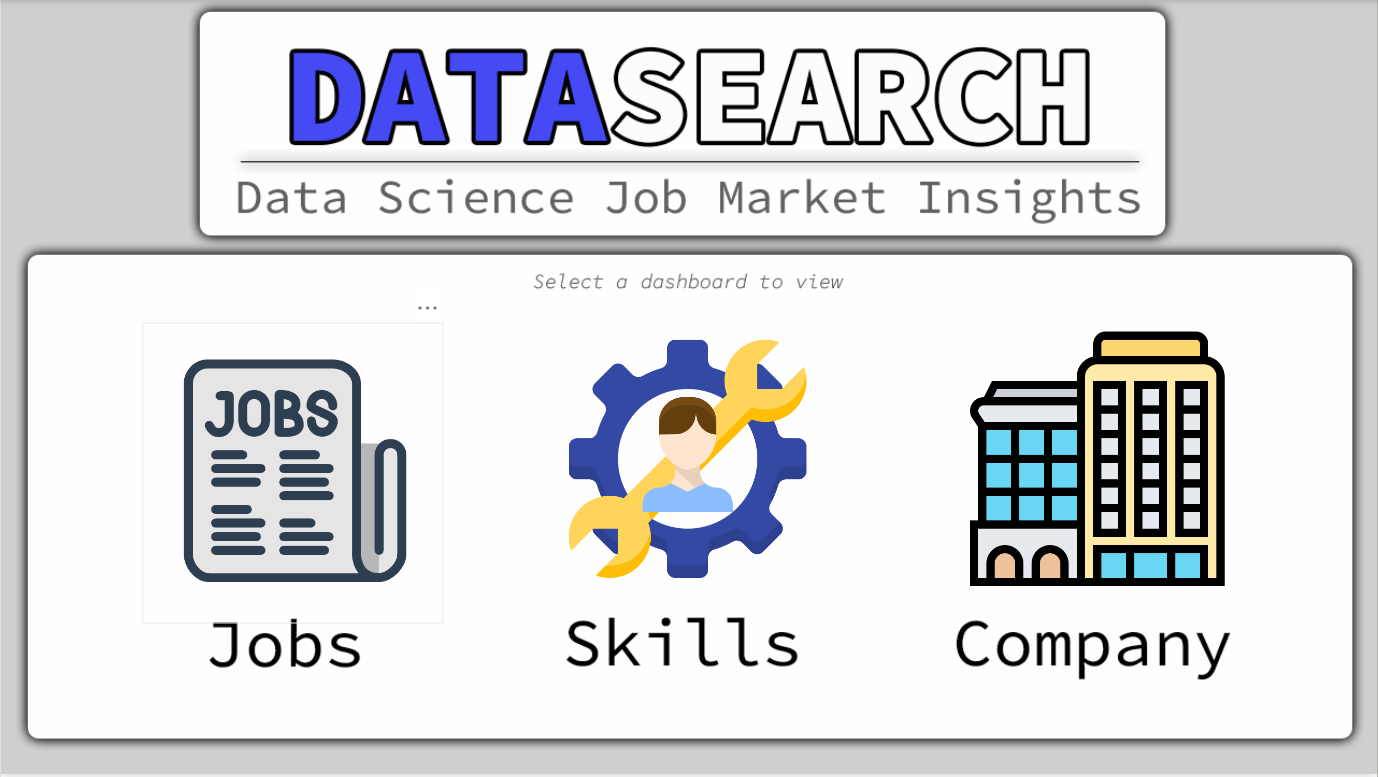 DATASEARCH
Data Science Job Market Insights
Select a dashboard to view
...
JOBS
Jobs
Skills
Company